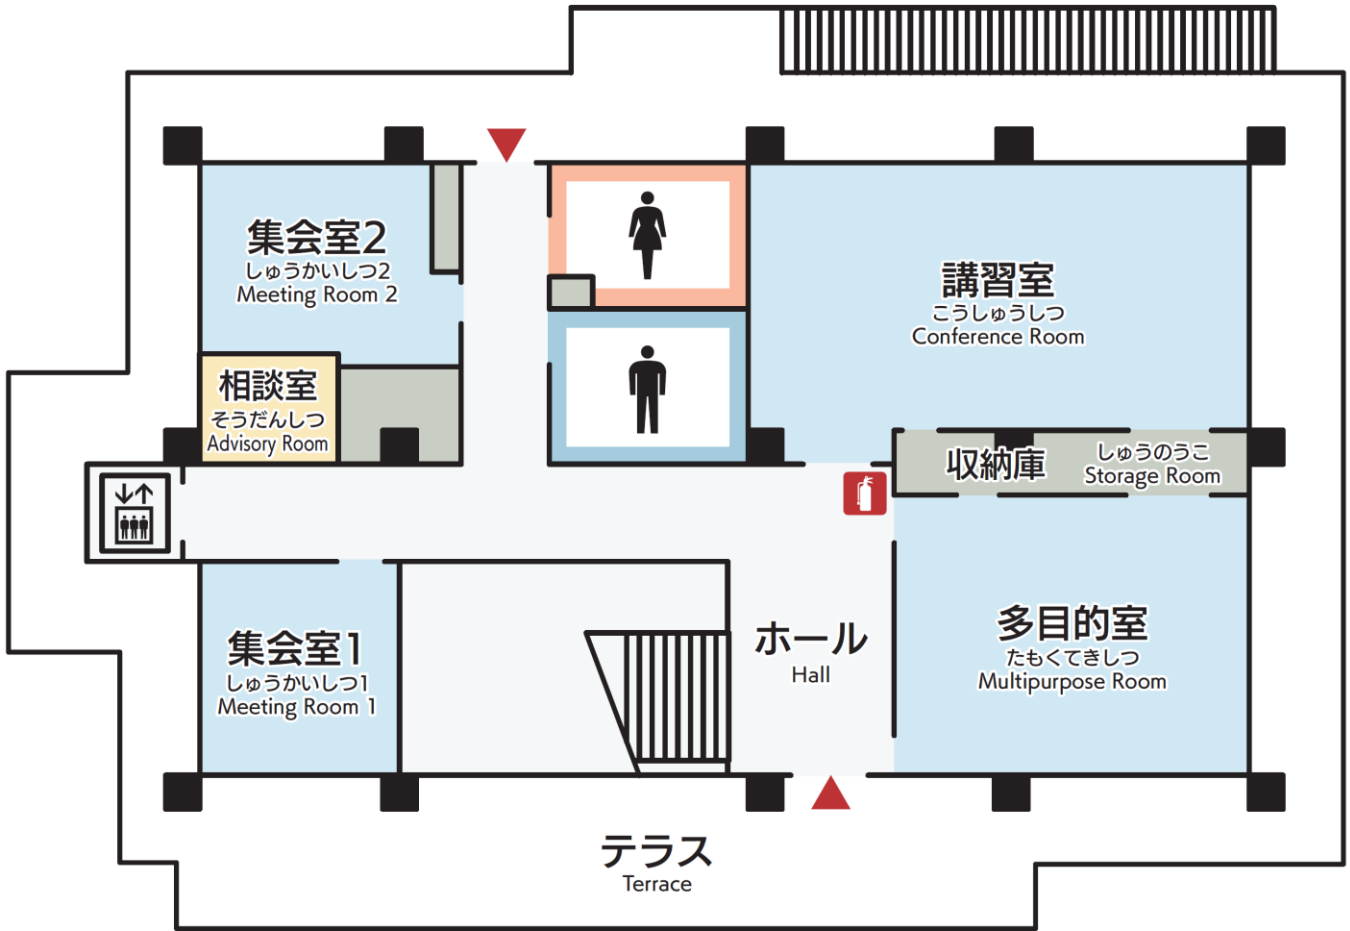 集会室2
しゅうかいしつ2
Meeting Room 2
講習室
こうしゅうしつ
Conference Room
相談室
そうだんしつ
Advisory Room
収納庫
しゅうのうこ
Storage Room
集会室1
しゅうかいしつ1
Meeting Room 1
ホール
Hall
多目的室
たもくてきしつ
Multipurpose Room
テラス
Terrace